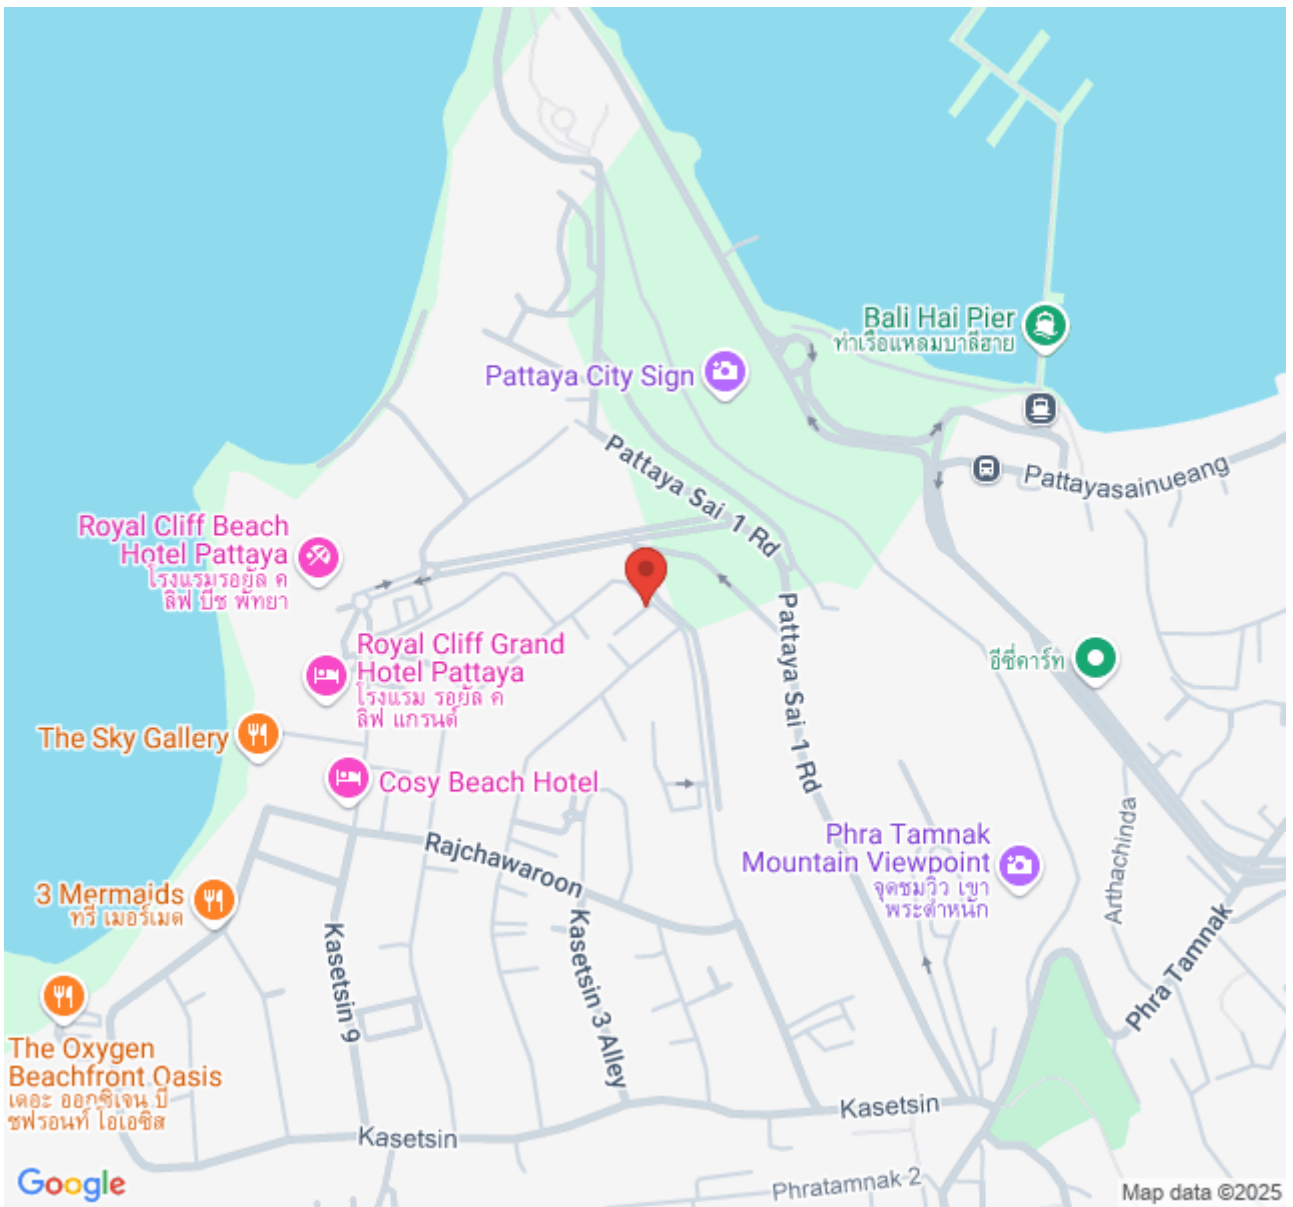 Bali Hai Pier
ท่าเรือแหลมบาลีฮาย
Pattaya City Sign
Pattaya Sai 1 Rd
Pattayasainueang
Royal Cliff Beach
Hotel Pattaya
โรงแรมรอยัล ค
ลิฟ บีช พัทยา
Pattaya Sai 1 Rd
Royal Cliff Grand
Hotel Pattaya
โรงแรม รอยัล ค
ลิฟ แกรนด์
อีซี่คาร์ท
The Sky Gallery
Cosy Beach Hotel
Rajchawaroon
Phra Tamnak
Mountain Viewpoint
จุดชมวิว เขา
พระตำหนัก
Arthachinda
3 Mermaids
ทรี เมอร์เมด
Kasetsin 9
Kasetsin 3 Alley
Phra Tamnak
The Oxygen
Beachfront Oasis
เดอะ ออกซิเจน บี
ชฟรอนท์ โอเอซิส
Kasetsin
Kasetsin
Phratamnak 2
Google
Map data ©2025